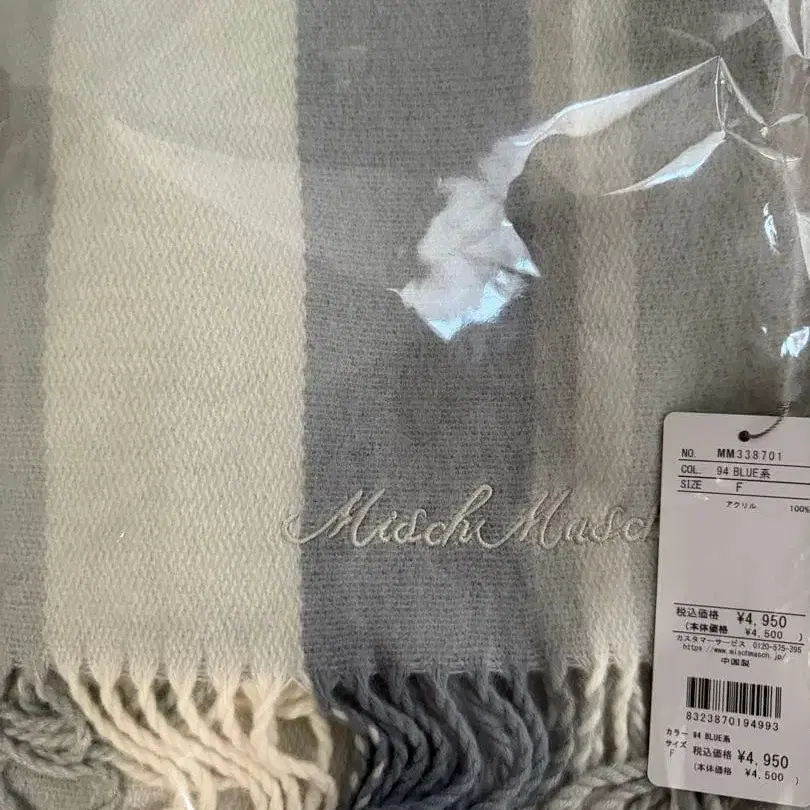 Misch Masc
NO. MM338701
COL. 94 BLUE系
SIZE F
アクリル 100%
税込価格 ¥4,950
(本体価格 ¥4,500 )
カスタマーサービス 0120-575-295
https://www.mischmasch.jp/
中国製
8323870194993
カラー 94 BLUE系
サイズ F 税込価格 ¥4,950
(本体価格 ¥4,500 )